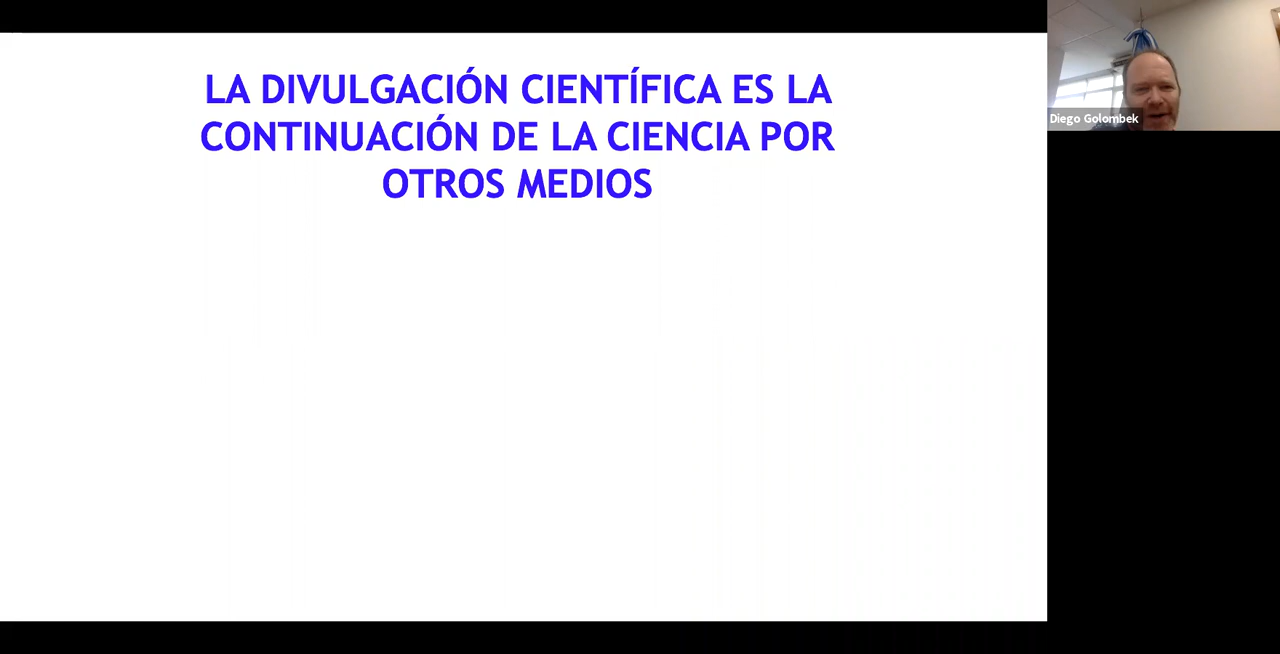 LA DIVULGACIÓN CIENTÍFICA ES LA
CONTINUACIÓN DE LA CIENCIA POR
OTROS MEDIOS
Diego Golombek